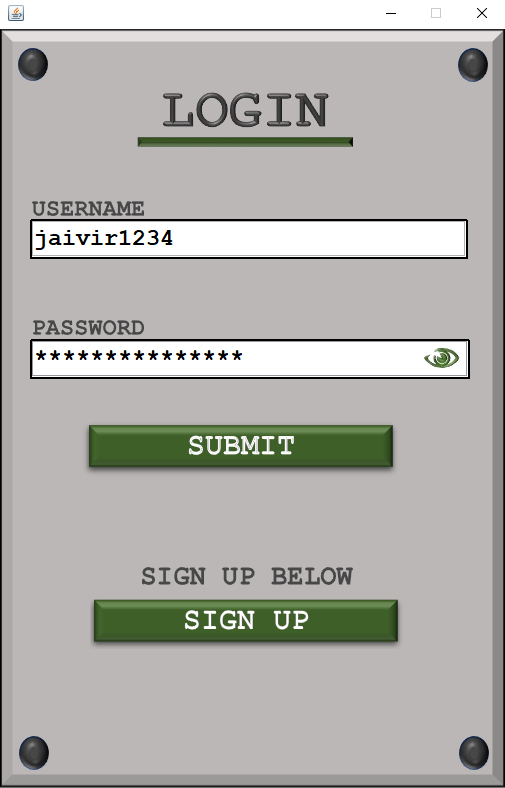 LOGIN
USERNAME
jaivir1234
PASSWORD
***************
SUBMIT
SIGN UP BELOW
SIGN UP